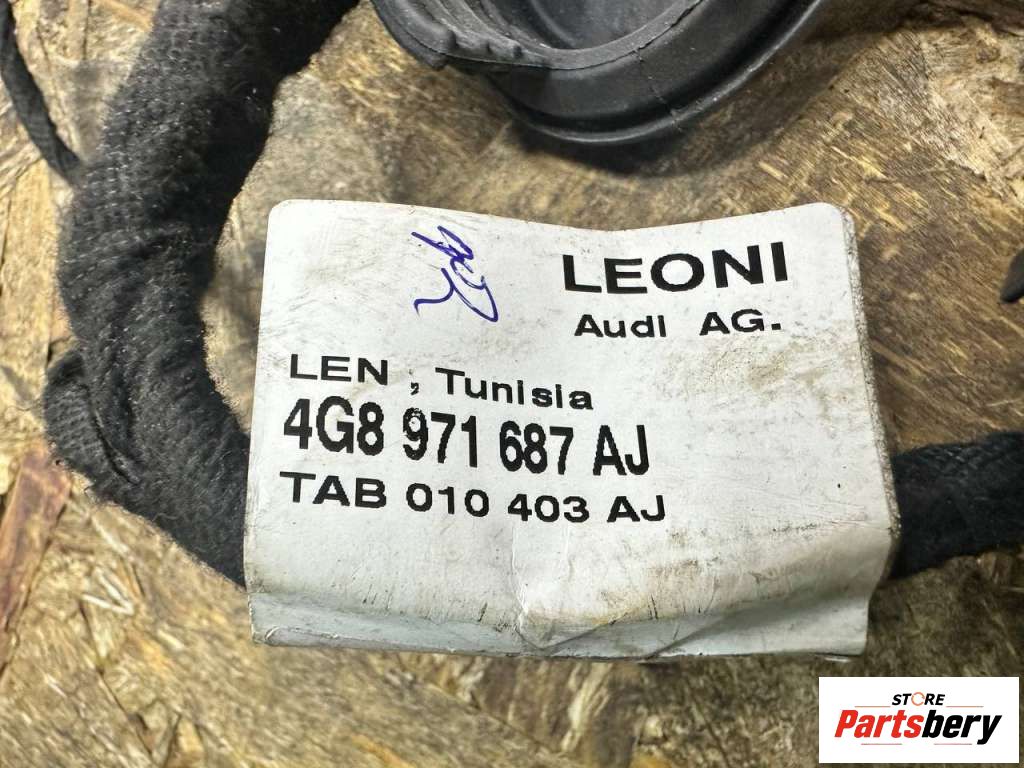 LEONI
Audi AG.
LEN , Tunisia
4G8 971 687 AJ
TAB 010 403 AJ
STORE
Partsbery